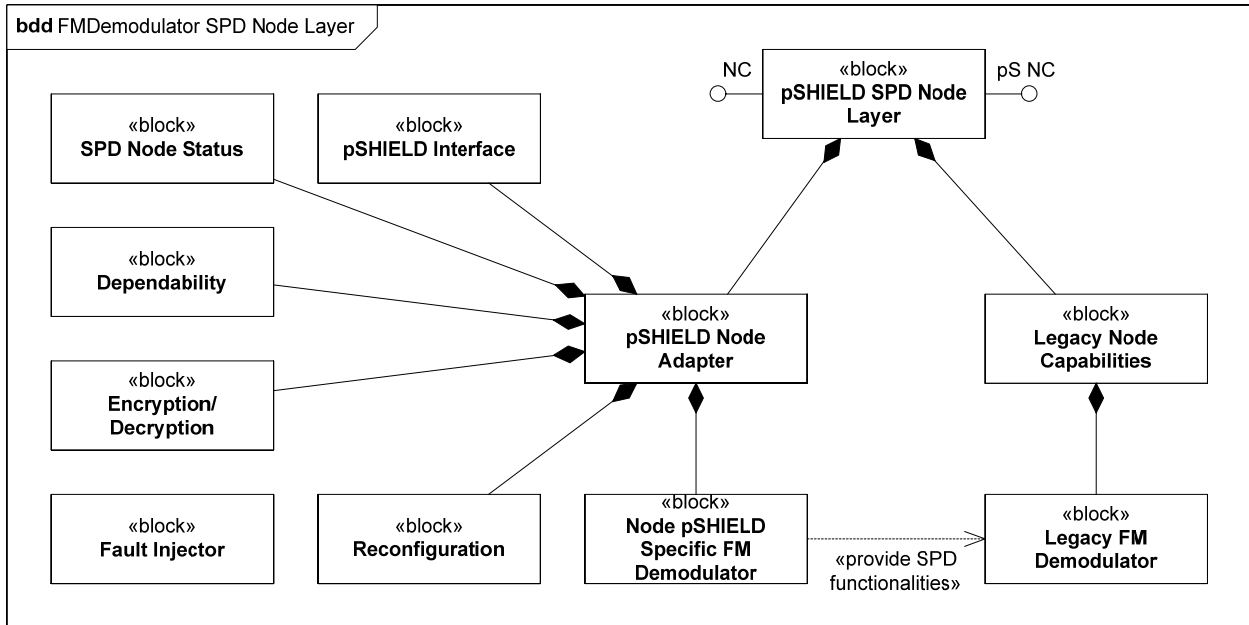 bdd FMDemodulator SPD Node Layer
NC
«block»
pSHIELD SPD Node
Layer
pS NC
«block»
SPD Node Status
«block»
pSHIELD Interface
«block»
Dependability
«block»
pSHIELD Node
Adapter
«block»
Legacy Node
Capabilities
«block»
Encryption/
Decryption
«block»
Fault Injector
«block»
Reconfiguration
«block»
Node pSHIELD
Specific FM
Demodulator
«provide SPD
functionalities»
«block»
Legacy FM
Demodulator